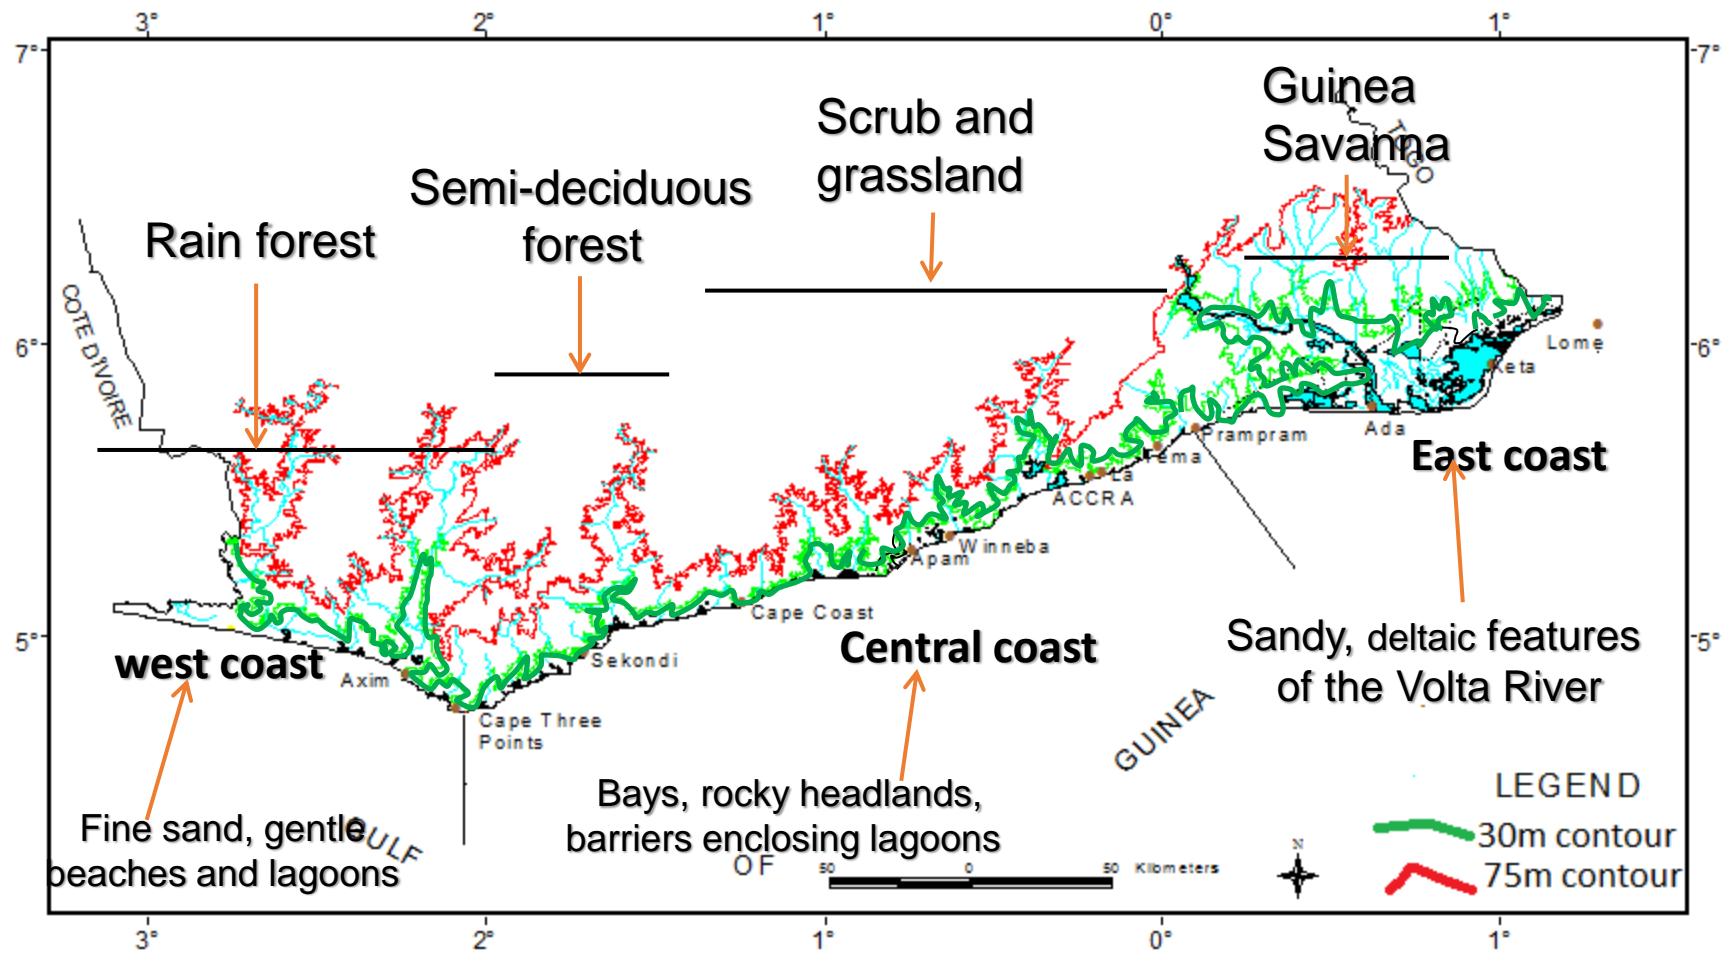 3°
2°
1°
0°
1°
7°
7°
Guinea
Savanna
TOGO
Scrub and
grassland
Semi-deciduous
forest
Rain forest
COTE D'IVOIRE
6°
6°
Lome
Keta
Ada
Prampram
Tema
La
ACCRA
East coast
Winneba
Apam
Cape Coast
Sekondi
5°
5°
west coast
Axim
Cape Three
Points
Central coast
Sandy, deltaic features
of the Volta River
GUINEA
Bays, rocky headlands,
barriers enclosing lagoons
Fine sand, gentle
beaches and lagoons
GULF
OF
50 0 50 Kilometers
N
LEGEND
30m contour
75m contour
3°
2°
1°
0°
1°